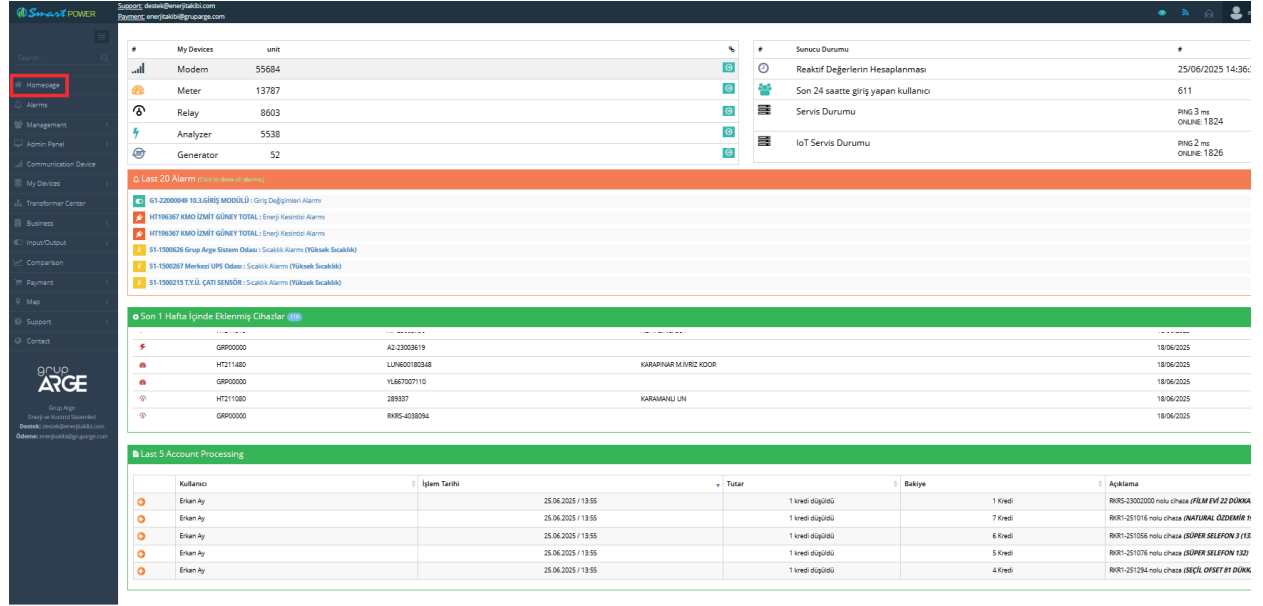 Smart POWER
Support: destek@enerjitakibi.com
Payment: enerjitakibi@gruparge.com
Search...
Homepage
Alarms
Management
Admin Panel
Communication Device
My Devices
Transformer Center
Business
Input/Output
Comparison
Payment
Map
Support
Contact
grup
ARGE
Grup Arge
Enerji ve Kontrol Sistemleri
Destek: destek@enerjitakibi.com
Ödeme: enerjitakibi@gruparge.com
# My Devices unit
Modem 55684
Meter 13787
Relay 8603
Analyzer 5538
Generator 52
# Sunucu Durumu #
Reaktif Değerlerin Hesaplanması 25/06/2025 14:36:
Son 24 saatte giriş yapan kullanıcı 611
Servis Durumu PING 3 ms
ONLINE: 1824
IoT Servis Durumu PING 2 ms
ONLINE: 1826
Last 20 Alarm (Click to show all alarms.)
G1-22000049 10.3.GİRİŞ MODÜLÜ : Giriş Değişimleri Alarmı
HT196367 KMO İZMİT GÜNEY TOTAL : Enerji Kesintisi Alarmı
HT196367 KMO İZMİT GÜNEY TOTAL : Enerji Kesintisi Alarmı
S1-1500626 Grup Arge Sistem Odası : Sıcaklık Alarmı (Yüksek Sıcaklık)
S1-1500267 Merkezi UPS Odası : Sıcaklık Alarmı (Yüksek Sıcaklık)
S1-1500215 T.Y.Ü. ÇATI SENSÖR : Sıcaklık Alarmı (Yüksek Sıcaklık)
Son 1 Hafta İçinde Eklenmiş Cihazlar
GRP00000 A2-23003619 18/06/2025
HT211480 LUN600180348 KARAPINAR M.İVRİZ KOOP. 18/06/2025
GRP00000 YL667007110 18/06/2025
HT211080 289337 KARAMANLI UN 18/06/2025
GRP00000 RKRS-4038094 18/06/2025
Last 5 Account Processing
Kullanıcı İşlem Tarihi Tutar Bakiye Açıklama
Erkan Ay 25.06.2025 / 13:55 1 kredi düşüldü 1 Kredi RKRS-23002000 nolu cihaza (FİLM EVİ 22 DÜKKA
Erkan Ay 25.06.2025 / 13:55 1 kredi düşüldü 7 Kredi RKR1-251016 nolu cihaza (NATURAL ÖZDEMİR 1
Erkan Ay 25.06.2025 / 13:55 1 kredi düşüldü 6 Kredi RKR1-251056 nolu cihaza (SÜPER SELEFON 3 (13
Erkan Ay 25.06.2025 / 13:55 1 kredi düşüldü 5 Kredi RKR1-251076 nolu cihaza (SÜPER SELEFON 132)
Erkan Ay 25.06.2025 / 13:55 1 kredi düşüldü 4 Kredi RKR1-251294 nolu cihaza (SEÇİL OFSET 81 DÜKK